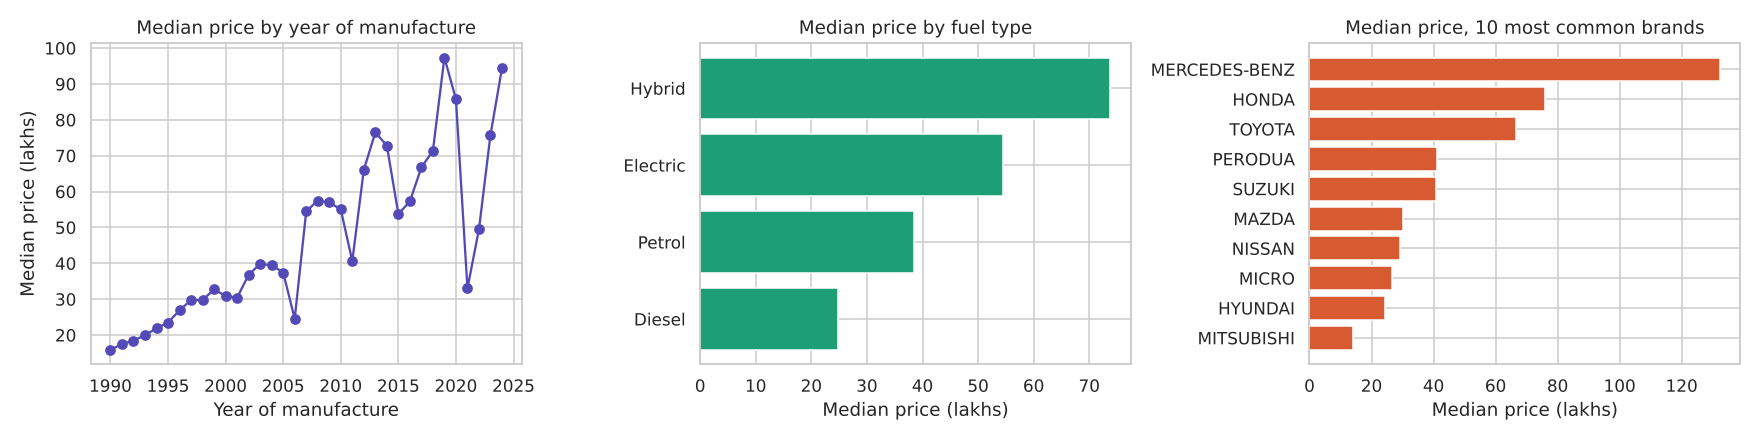 Median price by year of manufacture
Median price (lakhs)
100
90
80
70
60
50
40
30
20
1990 1995 2000 2005 2010 2015 2020 2025
Year of manufacture
Median price by fuel type
Hybrid
Electric
Petrol
Diesel
0 10 20 30 40 50 60 70
Median price (lakhs)
Median price, 10 most common brands
MERCEDES-BENZ
HONDA
TOYOTA
PERODUA
SUZUKI
MAZDA
NISSAN
MICRO
HYUNDAI
MITSUBISHI
0 20 40 60 80 100 120
Median price (lakhs)